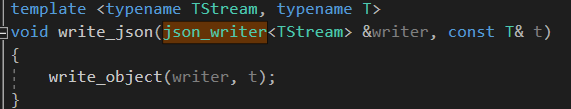 template <typename TStream, typename T>
void write_json(json_writer<TStream> &writer, const T& t)
{
    write_object(writer, t);
}